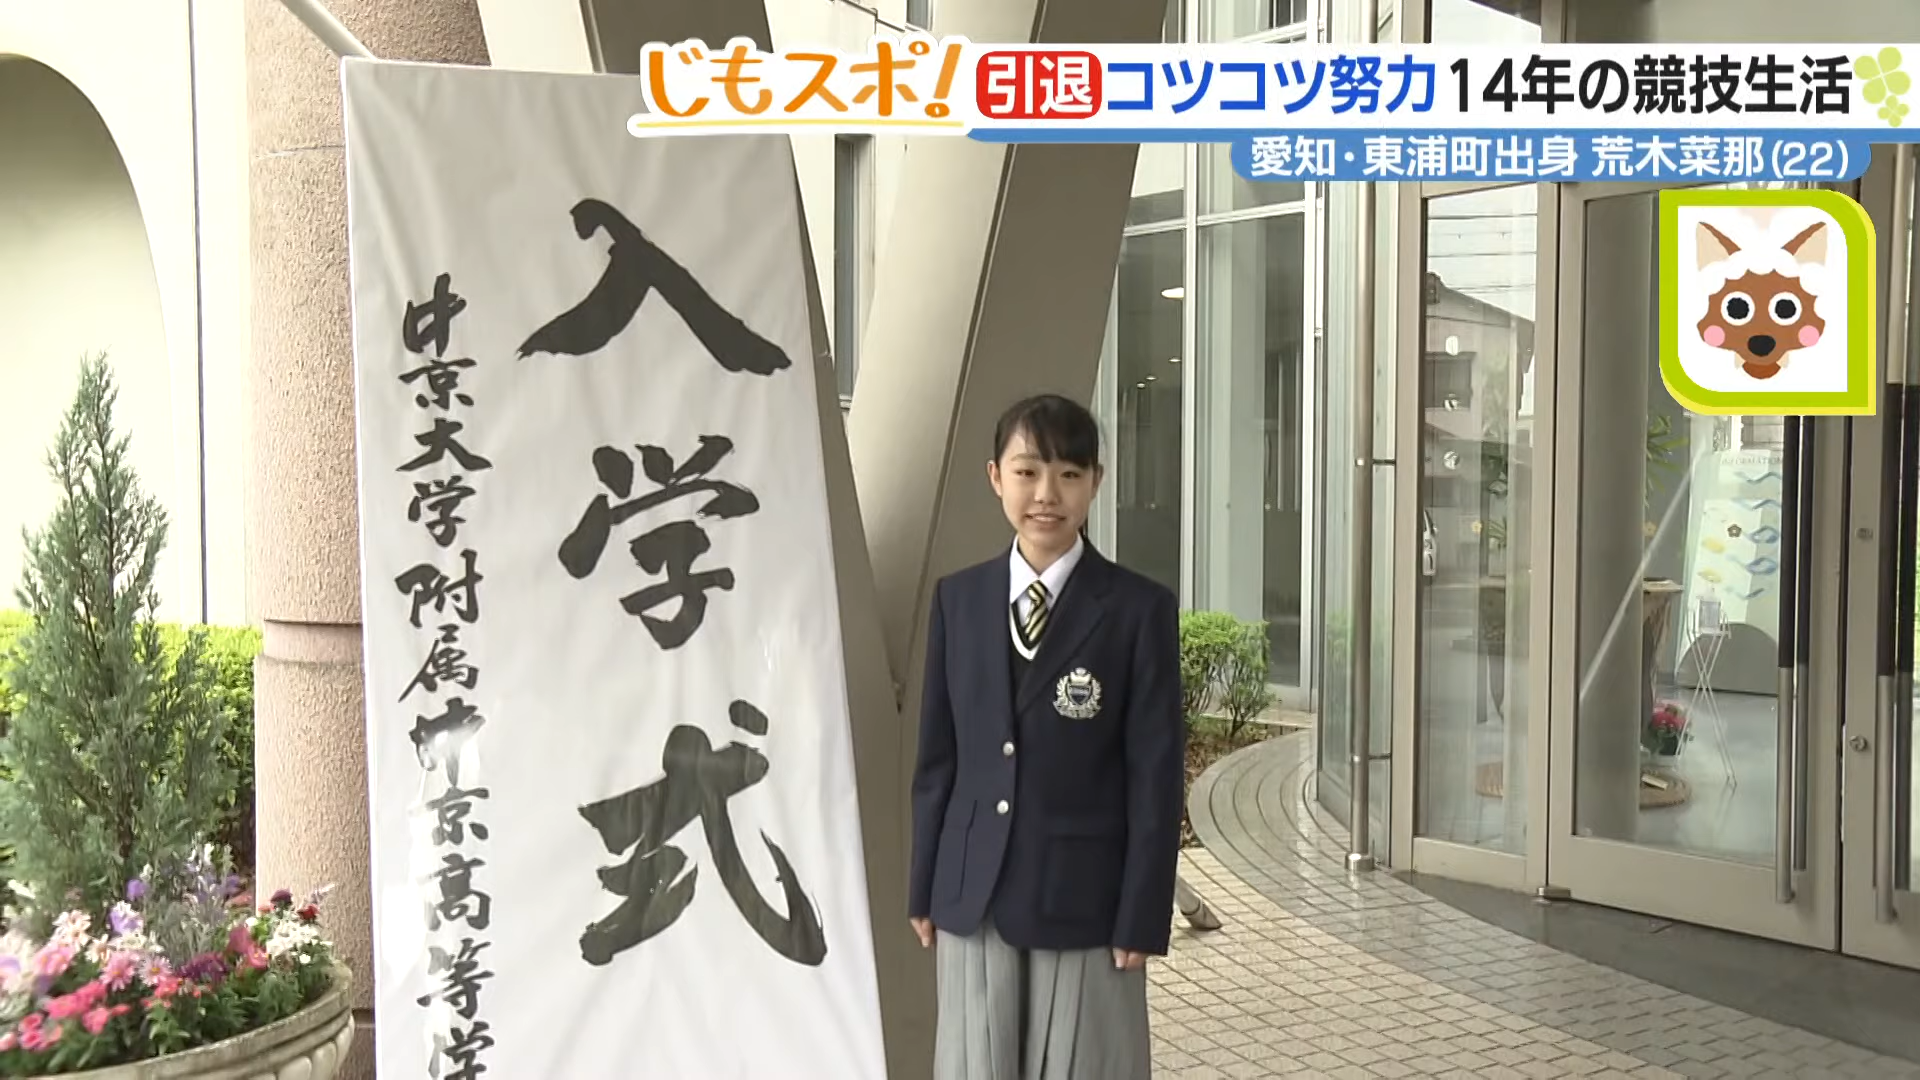 じもスポ!
引退 コツコツ努力 14年の競技生活
愛知・東浦町出身 荒木菜那(22)
入学式
中京大学附属中京高等学